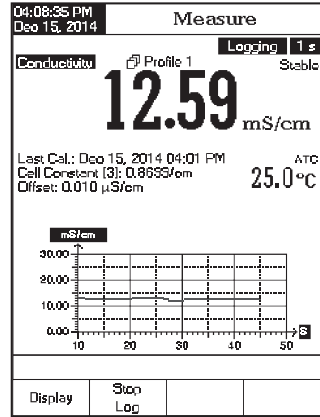 04:08:35 PM
Dec 15, 2014
Measure
Logging 1 s
Conductivity Profile 1 Stable
12.59 mS/cm
Last Cal.: Dec 15, 2014 04:01 PM
Cell Constant [3]: 0.8633/cm
Offset: 0.010 µS/cm
ATC
25.0°C
mS/cm
30.00
20.00
10.00
0.00
10 20 30 40 50 S
Display
Stop
Log